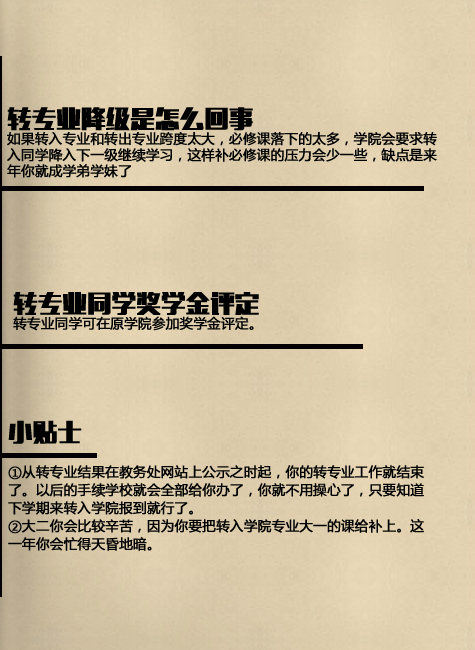 转专业降级是怎么回事
如果转入专业和转出专业跨度太大，必修课落下的太多，学院会要求转
入同学降入下一级继续学习，这样补必修课的压力会少一些，缺点是来
年你就成学弟学妹了
转专业同学奖学金评定
转专业同学可在原学院参加奖学金评定。
小贴士
①从转专业结果在教务处网站上公示之时起，你的转专业工作就结束
了。以后的手续学校就会全部给你办了，你就不用操心了，只要知道
下学期来转入学院报到就行了。
②大二你会比较辛苦，因为你要把转入学院专业大一的课给补上。这
一年你会忙得天昏地暗。